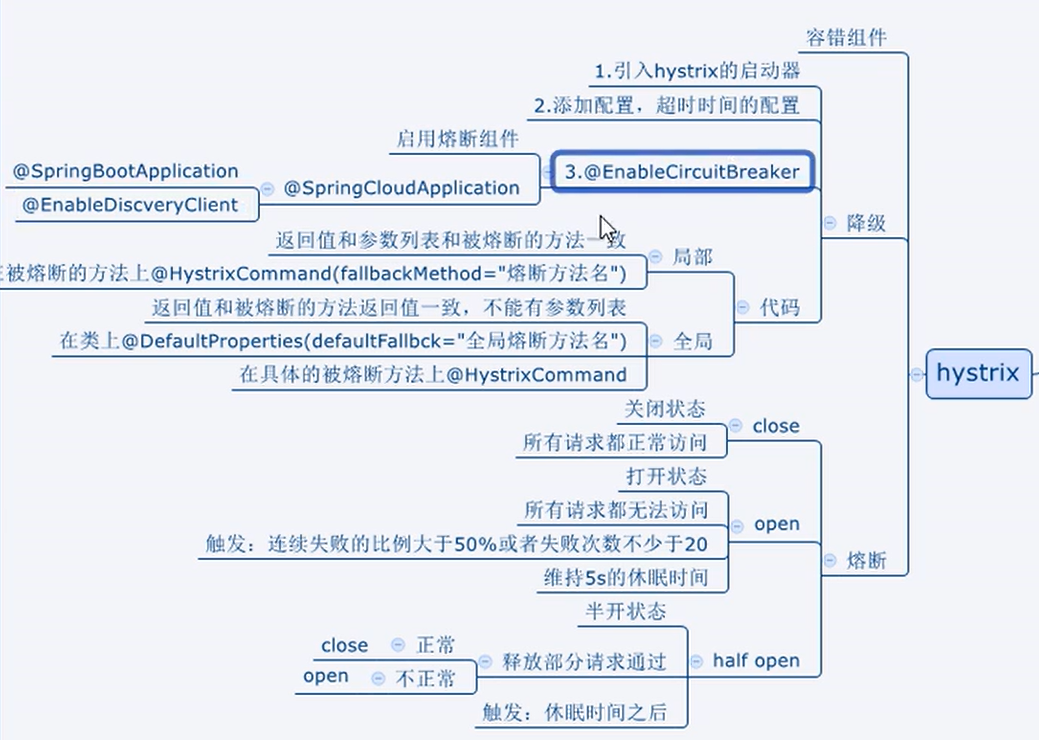 容错组件
1.引入hystrix的启动器
2.添加配置，超时时间的配置
启用熔断组件
3.@EnableCircuitBreaker
@SpringBootApplication
@SpringCloudApplication
@EnableDiscveryClient
降级
返回值和参数列表和被熔断的方法一致
局部
被熔断的方法上@HystrixCommand(fallbackMethod="熔断方法名")
返回值和被熔断的方法返回值一致，不能有参数列表
代码
在类上@DefaultProperties(defaultFallbck="全局熔断方法名")
全局
在具体的被熔断方法上@HystrixCommand
hystrix
关闭状态
close
所有请求都正常访问
打开状态
所有请求都无法访问
open
触发：连续失败的比例大于50%或者失败次数不少于20
熔断
维持5s的休眠时间
半开状态
close
正常
释放部分请求通过
half open
open
不正常
触发：休眠时间之后